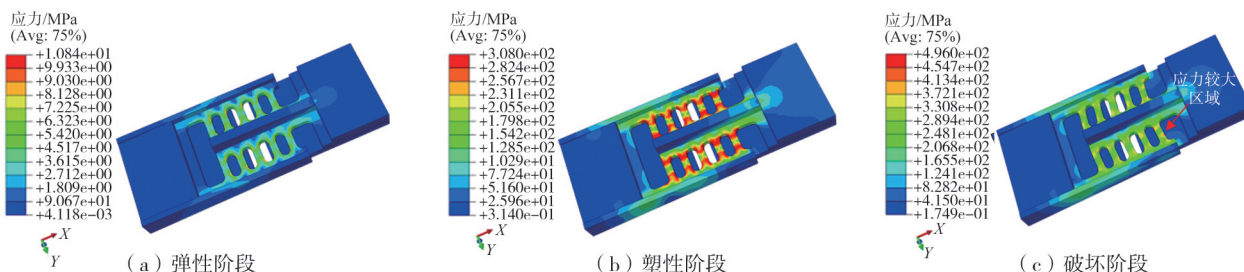 应力/MPa
(Avg: 75%)
+1.084e+01
+9.933e+00
+9.030e+00
+8.128e+00
+7.225e+00
+6.323e+00
+5.420e+00
+4.517e+00
+3.615e+00
+2.712e+00
+1.809e+00
+9.067e-01
+4.118e-03
X
Y
(a)弹性阶段
应力/MPa
(Avg: 75%)
+3.080e+02
+2.824e+02
+2.567e+02
+2.311e+02
+2.055e+02
+1.798e+02
+1.542e+02
+1.285e+02
+1.029e+01
+7.724e+01
+5.160e+01
+2.596e+01
+3.140e-01
X
Y
(b)塑性阶段
应力/MPa
(Avg: 75%)
+4.960e+02
+4.547e+02
+4.134e+02
+3.721e+02
+3.308e+02
+2.894e+02
+2.481e+02
+2.068e+02
+1.655e+02
+1.241e+02
+8.282e+01
+4.150e+01
+1.749e-01
应力较大
区域
X
Y
(c)破坏阶段